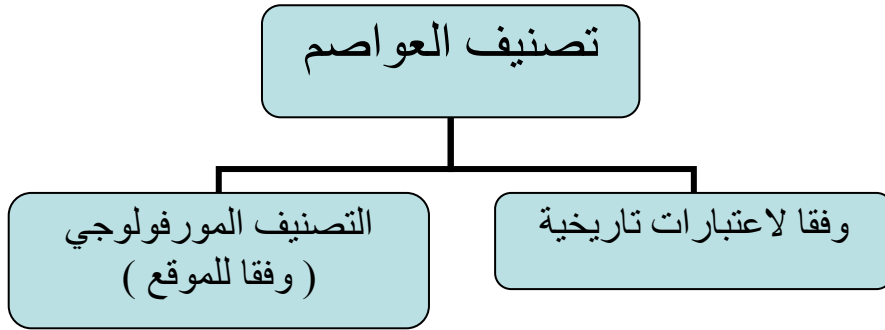 تصنيف العواصم
وفقا لاعتبارات تاريخية
التصنيف المورفولوجي
( وفقا للموقع )